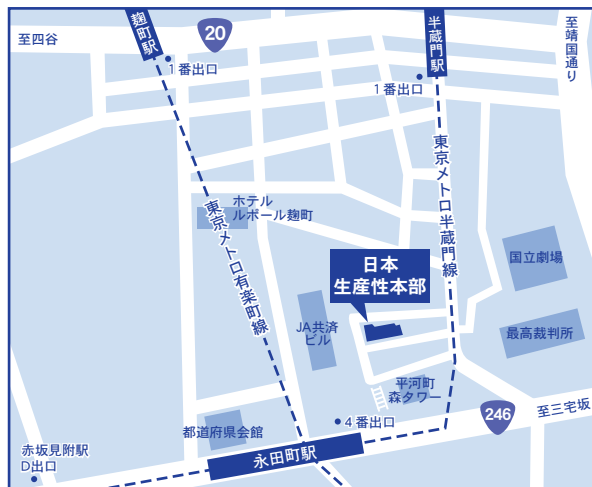 至四谷
麹町駅
20
1番出口
半蔵門駅
1番出口
至靖国通り
東京メトロ半蔵門線
東京メトロ有楽町線
ホテル
ルポール麹町
日本
生産性本部
国立劇場
JA共済
ビル
最高裁判所
平河町
森タワー
246
至三宅坂
4番出口
都道府県会館
永田町駅
赤坂見附駅
D出口